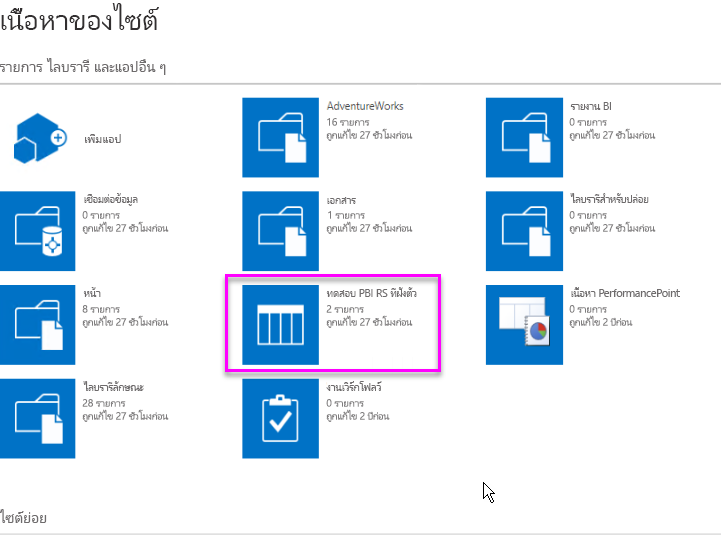 เนื้อหาของไซต์
รายการ ไลบรารี และแอปอื่น ๆ
เพิ่มแอป
AdventureWorks
16 รายการ
ถูกแก้ไข 27 ชั่วโมงก่อน
รายงาน BI
0 รายการ
ถูกแก้ไข 27 ชั่วโมงก่อน
เชื่อมต่อข้อมูล
0 รายการ
ถูกแก้ไข 27 ชั่วโมงก่อน
เอกสาร
1 รายการ
ถูกแก้ไข 27 ชั่วโมงก่อน
ไลบรารีสำหรับปล่อย
0 รายการ
ถูกแก้ไข 27 ชั่วโมงก่อน
หน้า
8 รายการ
ถูกแก้ไข 27 ชั่วโมงก่อน
ทดสอบ PBI RS ที่ฝังตัว
2 รายการ
ถูกแก้ไข 27 ชั่วโมงก่อน
เนื้อหา PerformancePoint
0 รายการ
ถูกแก้ไข 2 ปีก่อน
ไลบรารีลักษณะ
28 รายการ
ถูกแก้ไข 27 ชั่วโมงก่อน
งานเวิร์กโฟลว์
0 รายการ
ถูกแก้ไข 2 ปีก่อน
ไซต์ย่อย